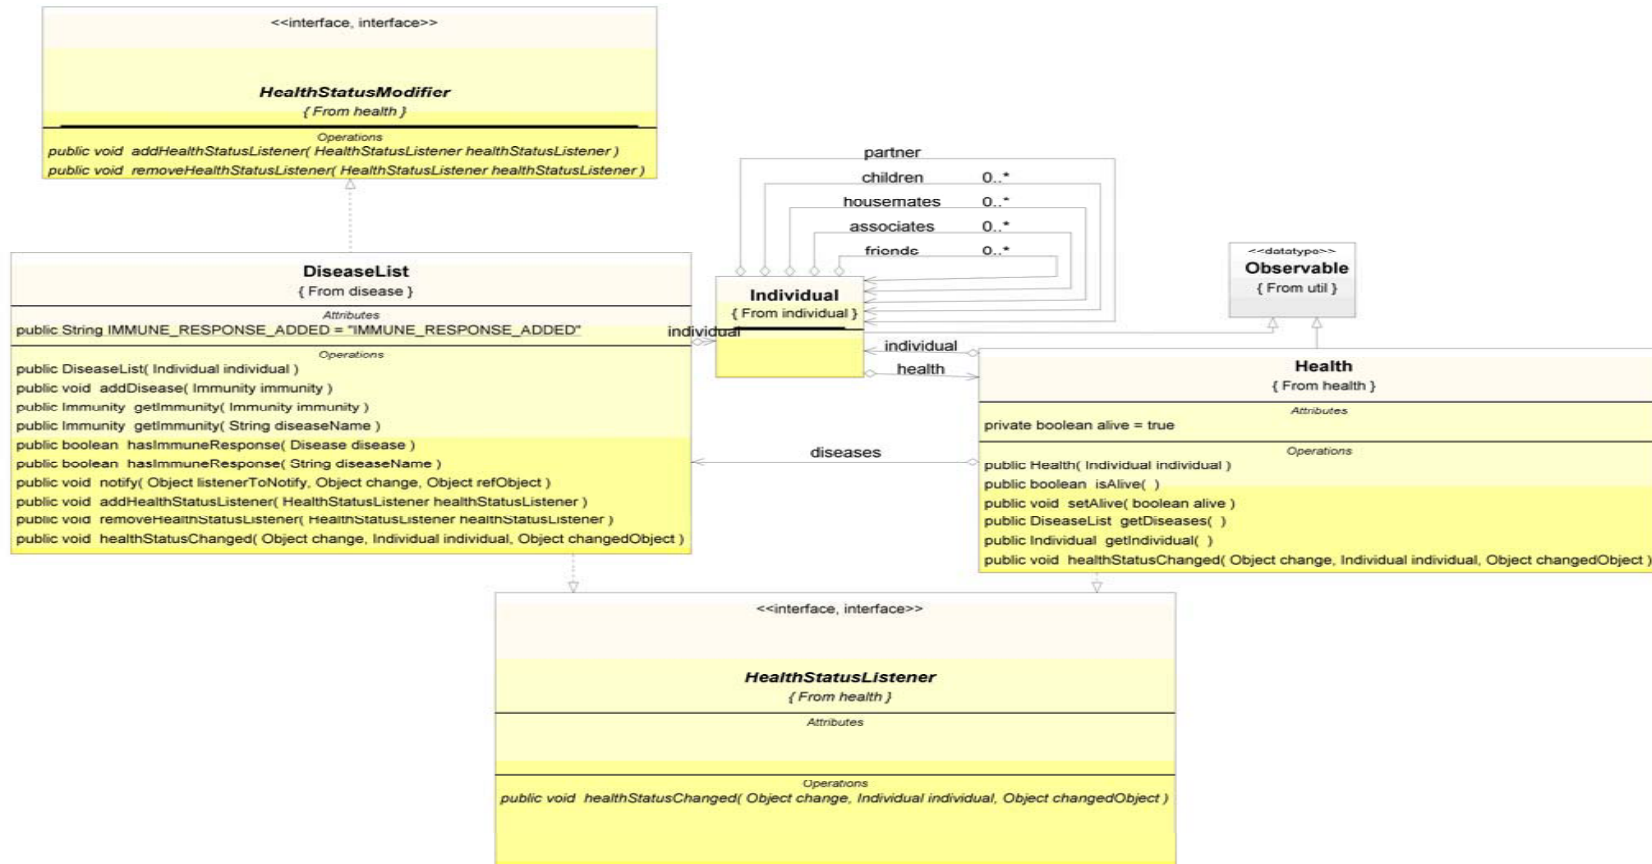 <<interface, interface>>
HealthStatusModifier
{ From health }
Operations
public void addHealthStatusListener( HealthStatusListener healthStatusListener )
public void removeHealthStatusListener( HealthStatusListener healthStatusListener )
partner
children 0..*
housemates 0..*
associates 0..*
friends 0..*
DiseaseList
{ From disease }
Attributes
public String IMMUNE_RESPONSE_ADDED = "IMMUNE_RESPONSE_ADDED"
Operations
public DiseaseList( Individual individual )
public void addDisease( Immunity immunity )
public Immunity getImmunity( Immunity immunity )
public Immunity getImmunity( String diseaseName )
public boolean hasImmuneResponse( Disease disease )
public boolean hasImmuneResponse( String diseaseName )
public void notify( Object listenerToNotify, Object change, Object refObject )
public void addHealthStatusListener( HealthStatusListener healthStatusListener )
public void removeHealthStatusListener( HealthStatusListener healthStatusListener )
public void healthStatusChanged( Object change, Individual individual, Object changedObject )
individual
Individual
{ From individual }
individual
health
diseases
<<datatype>>
Observable
{ From util }
Health
{ From health }
Attributes
private boolean alive = true
Operations
public Health( Individual individual )
public boolean isAlive( )
public void setAlive( boolean alive )
public DiseaseList getDiseases( )
public Individual getIndividual( )
public void healthStatusChanged( Object change, Individual individual, Object changedObject )
<<interface, interface>>
HealthStatusListener
{ From health }
Attributes
Operations
public void healthStatusChanged( Object change, Individual individual, Object changedObject )